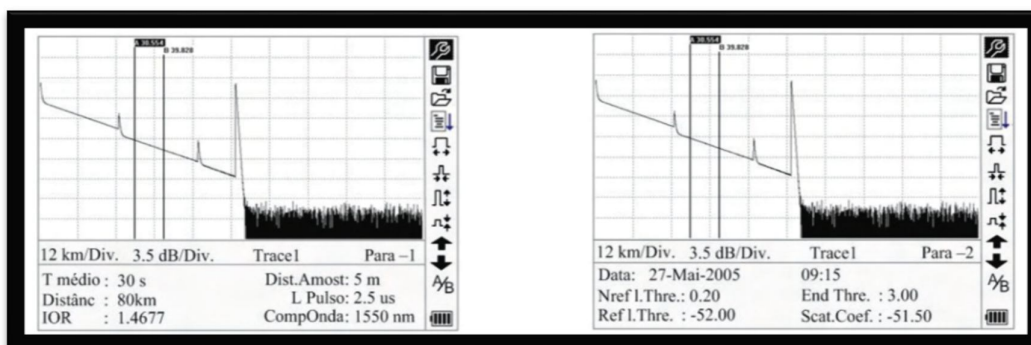 A 30.554
B 39.828
12 km/Div. 3.5 dB/Div. Trace1 Para –1
T médio : 30 s Dist.Amost: 5 m
Distânc : 80km L Pulso: 2.5 us
IOR : 1.4677 CompOnda: 1550 nm
A/B
A 30.554
B 39.828
12 km/Div. 3.5 dB/Div. Trace1 Para –2
Data: 27-Mai-2005 09:15
Nref l.Thre.: 0.20 End Thre. : 3.00
Ref l.Thre. : -52.00 Scat.Coef. : -51.50
A/B